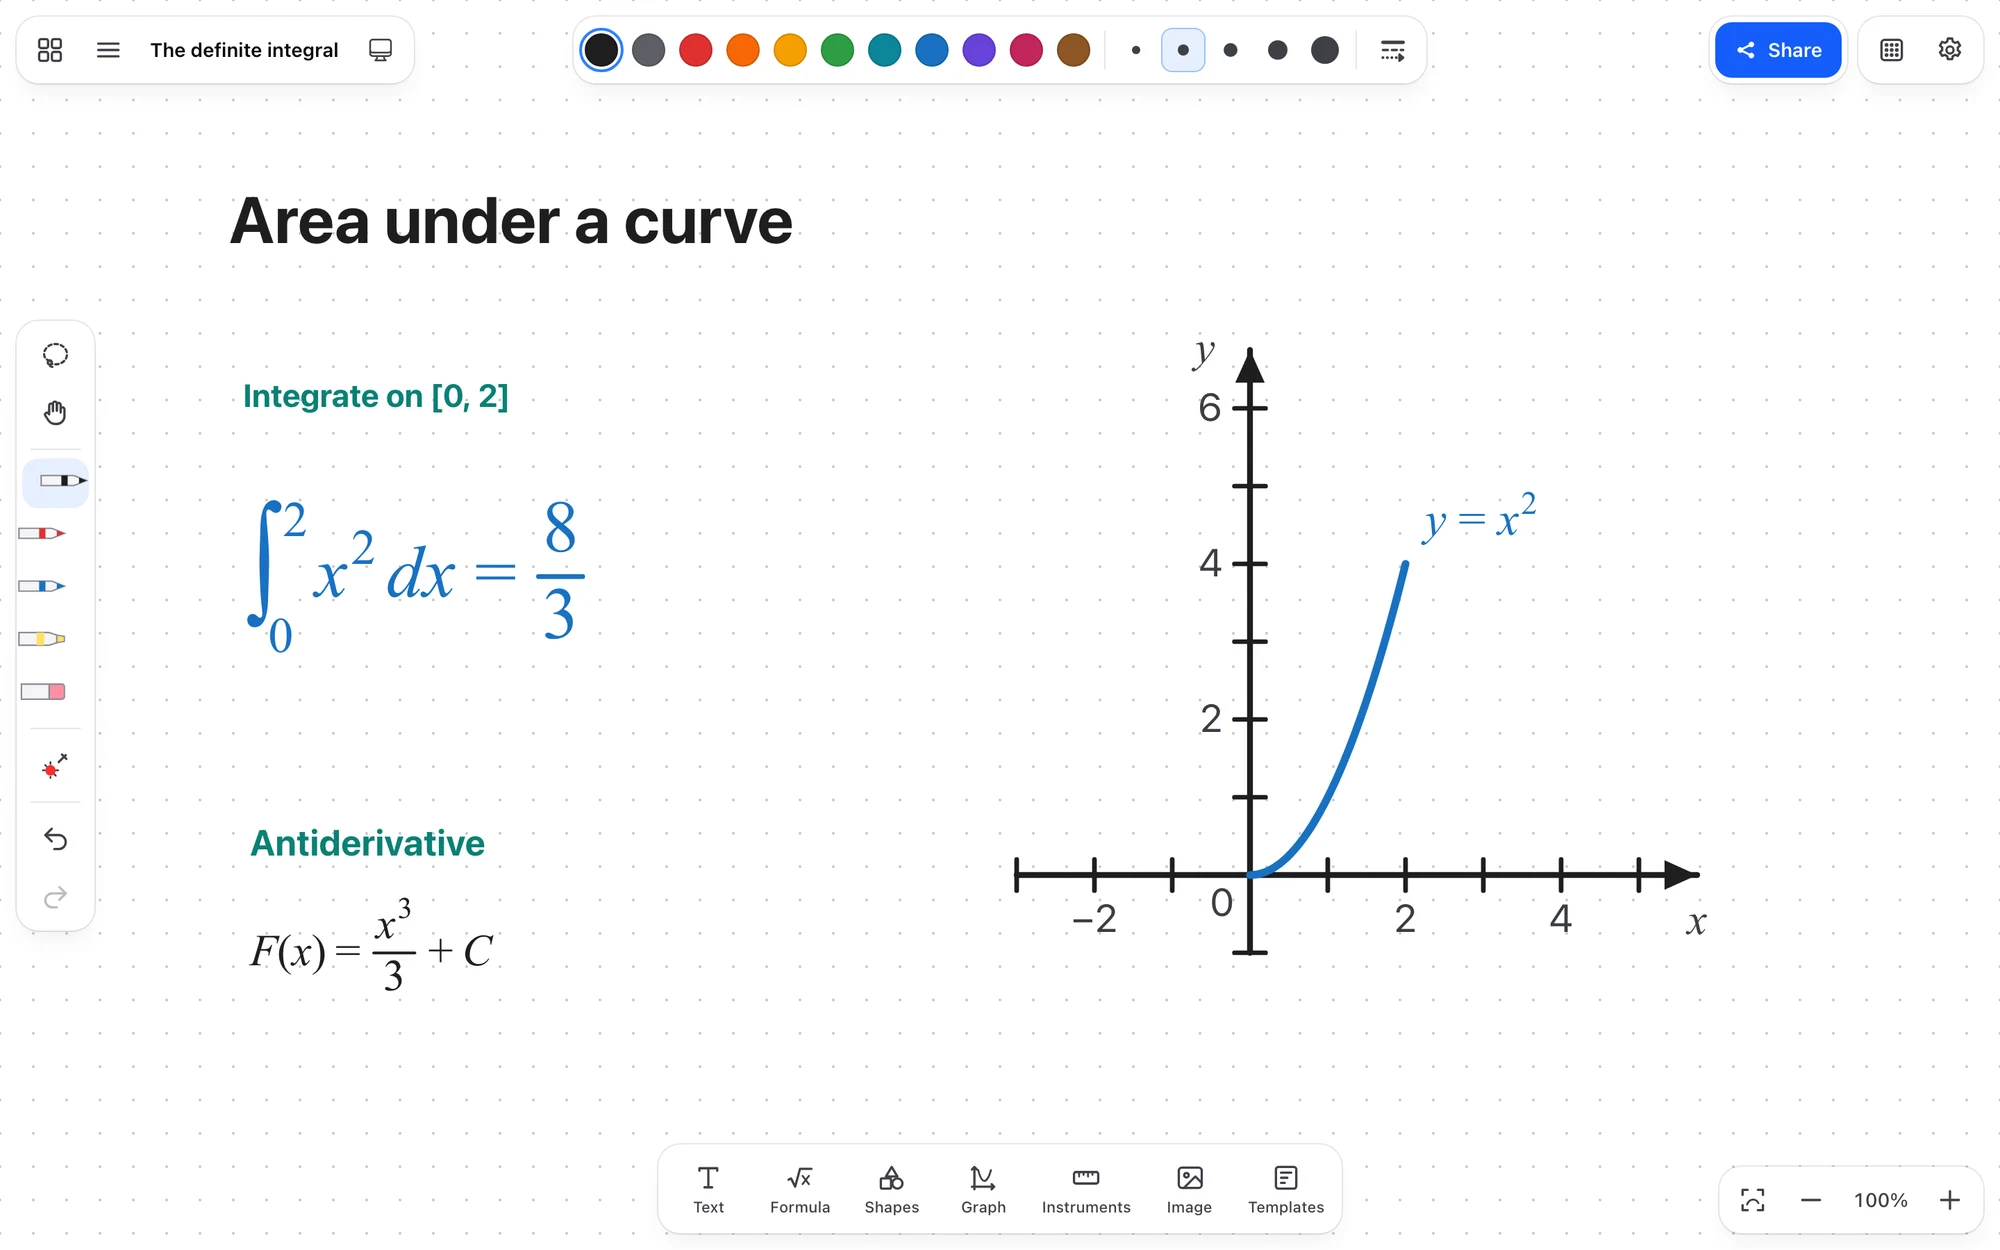 The definite integral
Share
Area under a curve
Integrate on [0, 2]
∫₀² x² dx = 8/3
Antiderivative
F(x) = x³/3 + C
y
6
4
2
0
−2
2
4
x
y = x²
Text
Formula
Shapes
Graph
Instruments
Image
Templates
100%